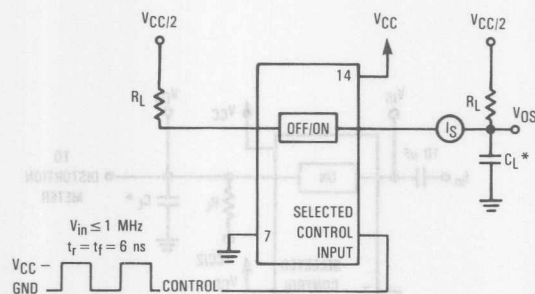 VCC/2
VCC
VCC/2
14
RL
RL
VOS
OFF/ON
IS
CL*
7
SELECTED
CONTROL
INPUT
Vin ≤ 1 MHz
tr = tf = 6 ns
VCC
GND
CONTROL